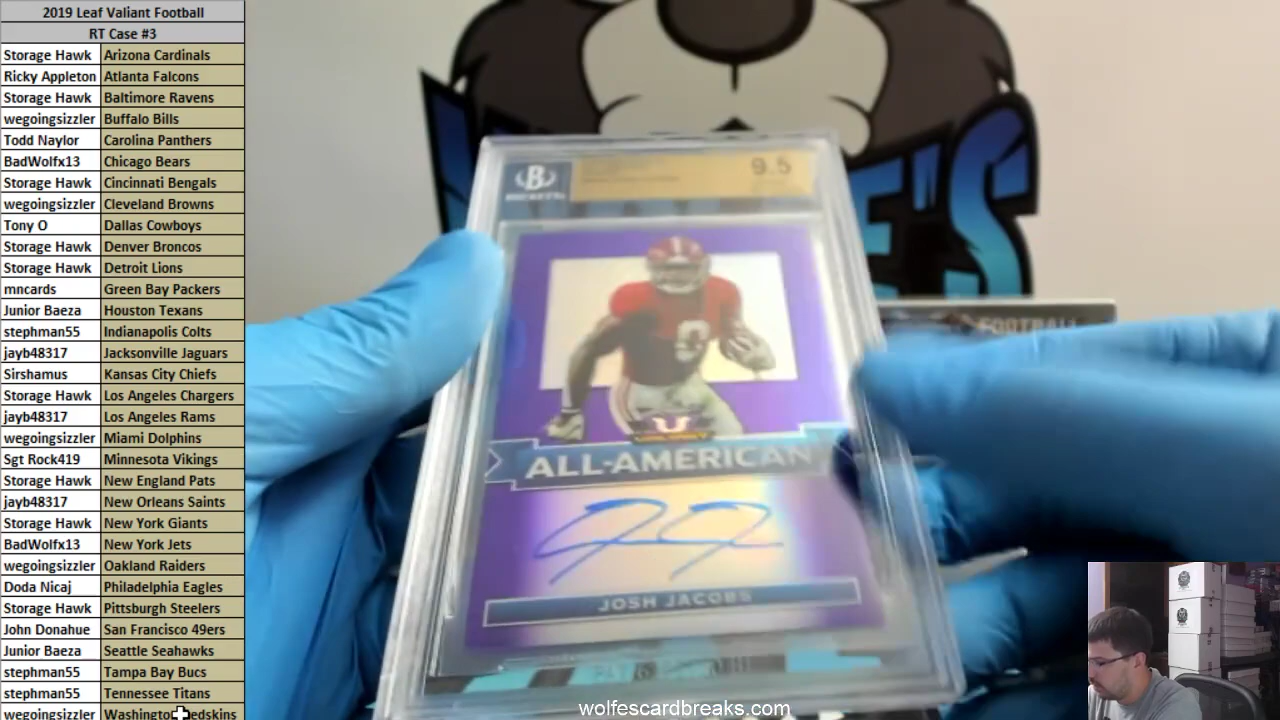 2019 Leaf Valiant Football
RT Case #3
Storage Hawk Arizona Cardinals
Ricky Appleton Atlanta Falcons
Storage Hawk Baltimore Ravens
wegoingsizzler Buffalo Bills
Todd Naylor Carolina Panthers
BadWolfx13 Chicago Bears
Storage Hawk Cincinnati Bengals
wegoingsizzler Cleveland Browns
Tony O Dallas Cowboys
Storage Hawk Denver Broncos
Storage Hawk Detroit Lions
mncards Green Bay Packers
Junior Baeza Houston Texans
stephman55 Indianapolis Colts
jayb48317 Jacksonville Jaguars
Sirshamus Kansas City Chiefs
Storage Hawk Los Angeles Chargers
jayb48317 Los Angeles Rams
wegoingsizzler Miami Dolphins
Sgt Rock419 Minnesota Vikings
Storage Hawk New England Pats
jayb48317 New Orleans Saints
Storage Hawk New York Giants
BadWolfx13 New York Jets
wegoingsizzler Oakland Raiders
Doda Nicaj Philadelphia Eagles
Storage Hawk Pittsburgh Steelers
John Donahue San Francisco 49ers
Junior Baeza Seattle Seahawks
stephman55 Tampa Bay Bucs
stephman55 Tennessee Titans
wegoingsizzler Washington Redskins
B
BECKETT
9.5
E'S
FOOTBALL
8
ALL-AMERICAN
JOSH JACOBS
wolfescardbreaks.com